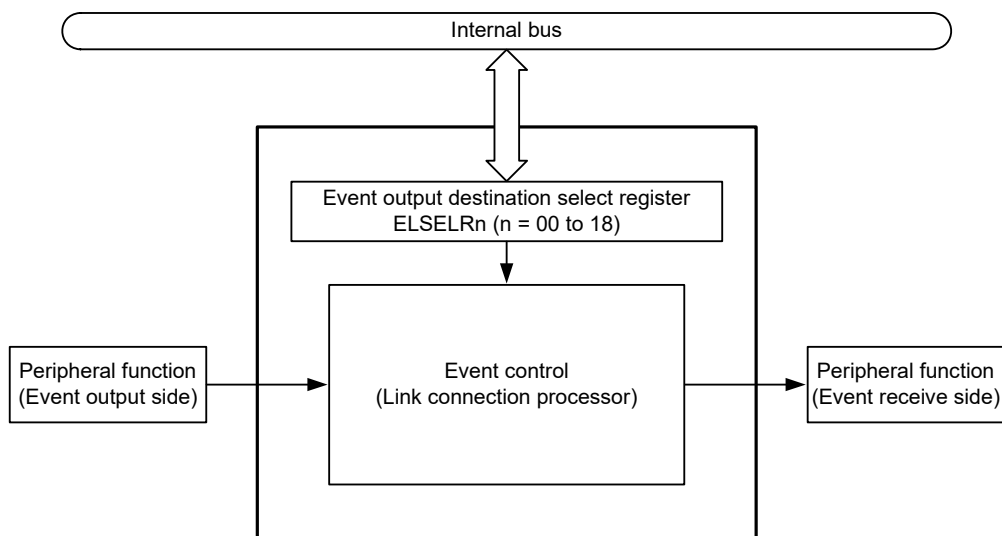 Internal bus
Event output destination select register
ELSELRn (n = 00 to 18)
Peripheral function
(Event output side)
Event control
(Link connection processor)
Peripheral function
(Event receive side)